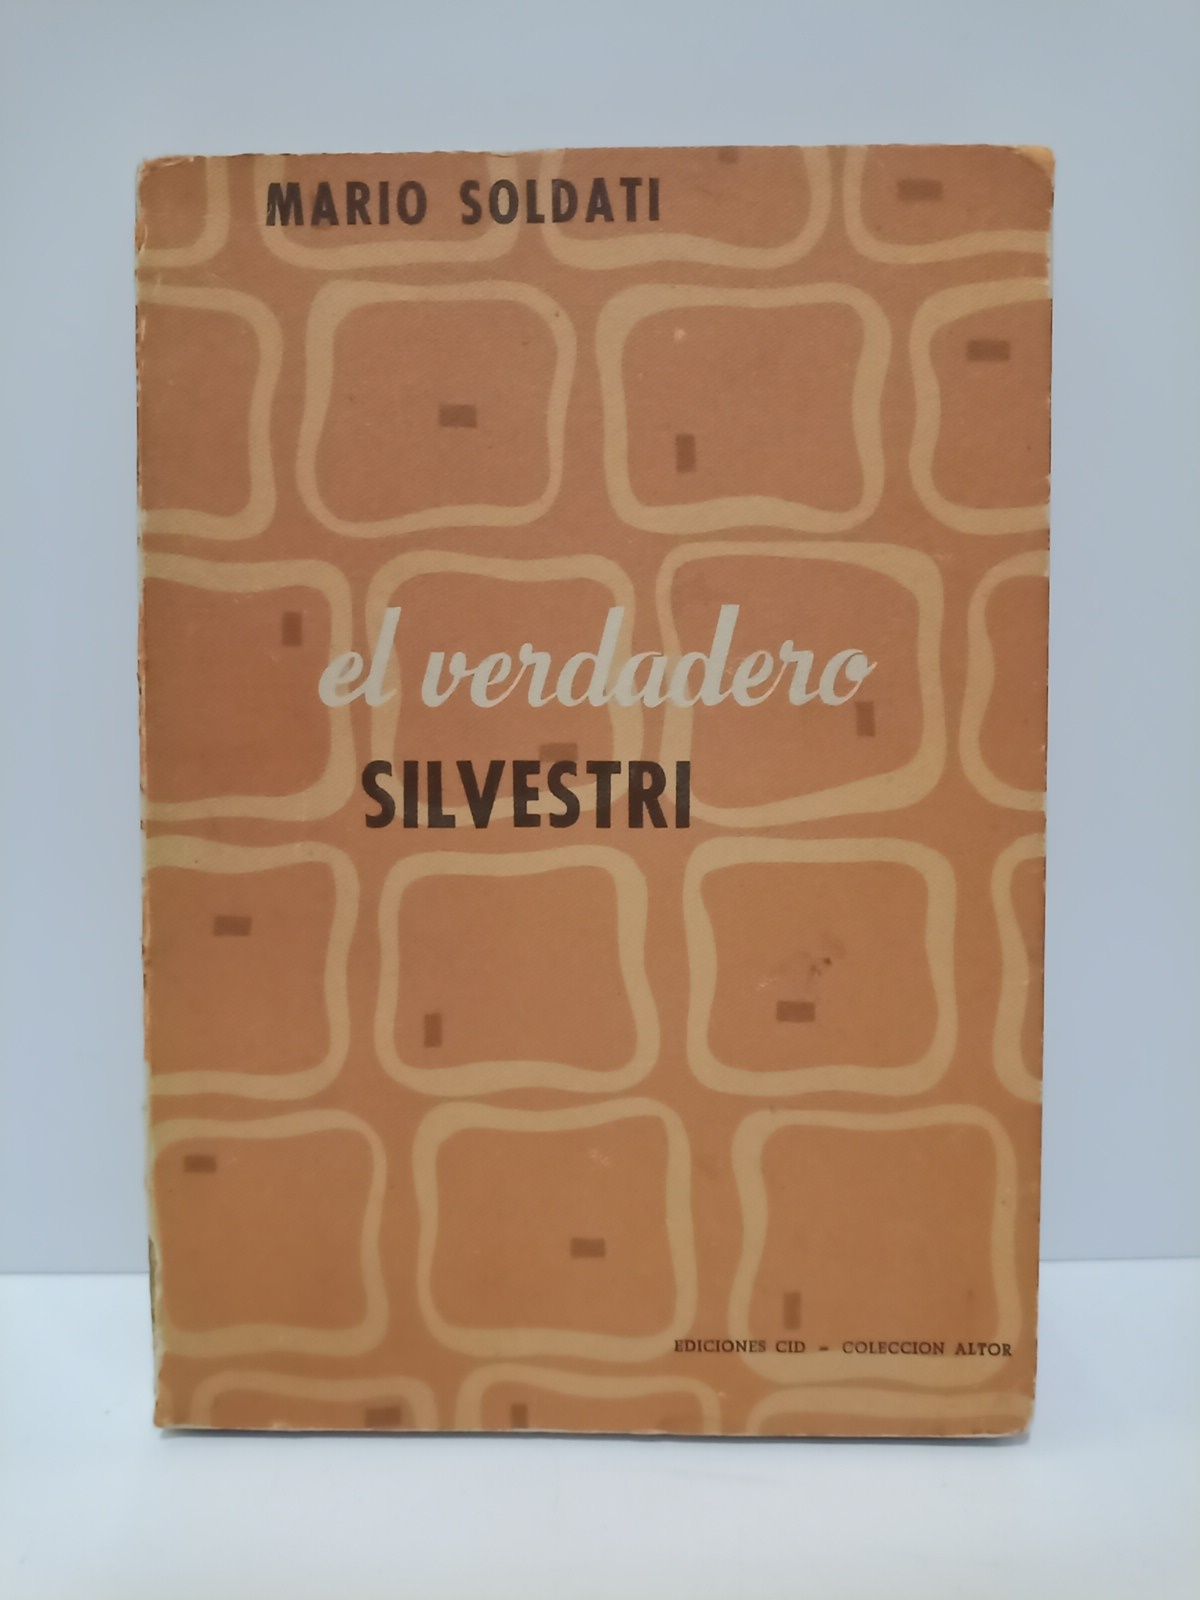 MARIO SOLDATI
el verdadero
SILVESTRI
EDICIONES CID - COLECCION ALTOR